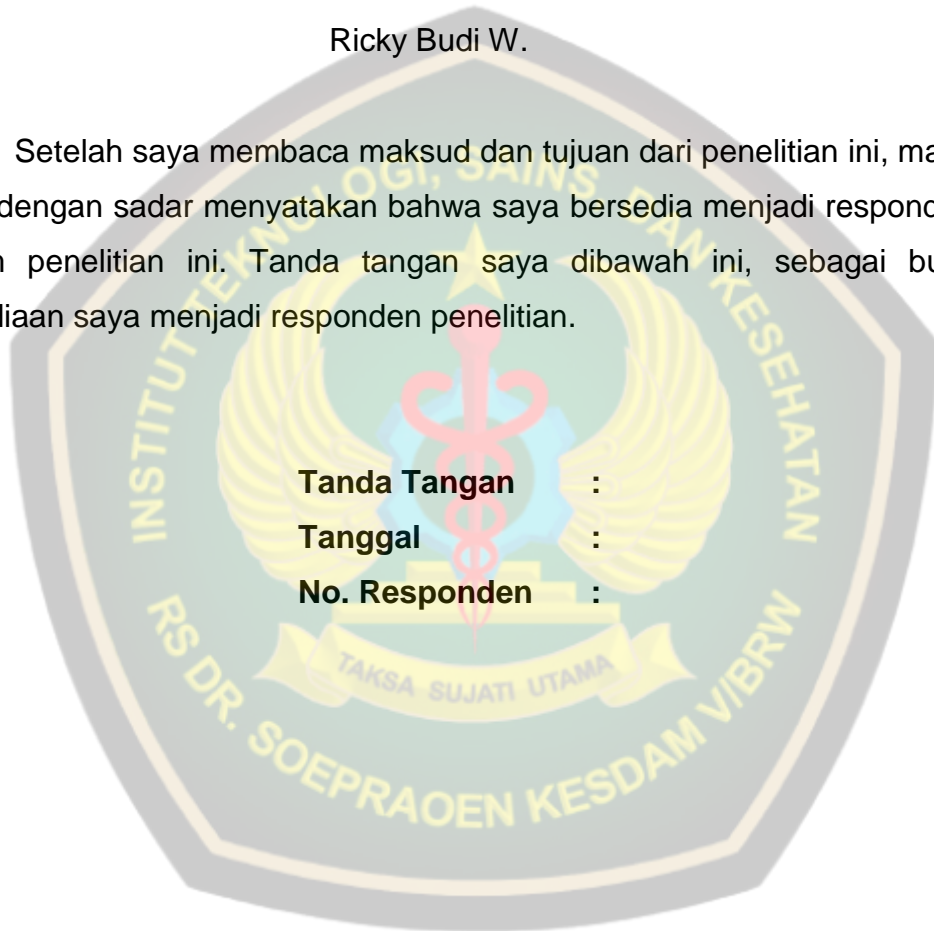 Ricky Budi W.
Setelah saya membaca maksud dan tujuan dari penelitian ini, ma
dengan sadar menyatakan bahwa saya bersedia menjadi respond
penelitian ini. Tanda tangan saya dibawah ini, sebagai bu
liaan saya menjadi responden penelitian.
INSTITUT TEKNOLOGI, SAINS, DAN KESEHATAN
Tanda Tangan :
Tanggal :
No. Responden :
TAKSA SUJATI UTAMA
RS DR. SOEPRAOEN KESDAM V/BRW